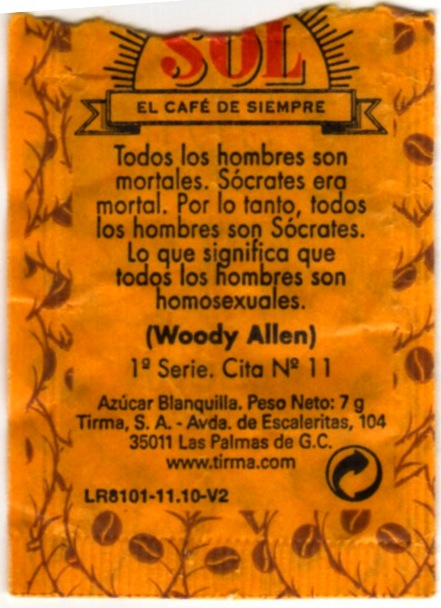 SOL
EL CAFÉ DE SIEMPRE
Todos los hombres son
mortales. Sócrates era
mortal. Por lo tanto, todos
los hombres son Sócrates.
Lo que significa que
todos los hombres son
homosexuales.
(Woody Allen)
1º Serie. Cita Nº 11
Azúcar Blanquilla. Peso Neto: 7 g
Tirma, S. A. - Avda. de Escaleritas, 104
35011 Las Palmas de G.C.
www.tirma.com
LR8101-11.10-V2